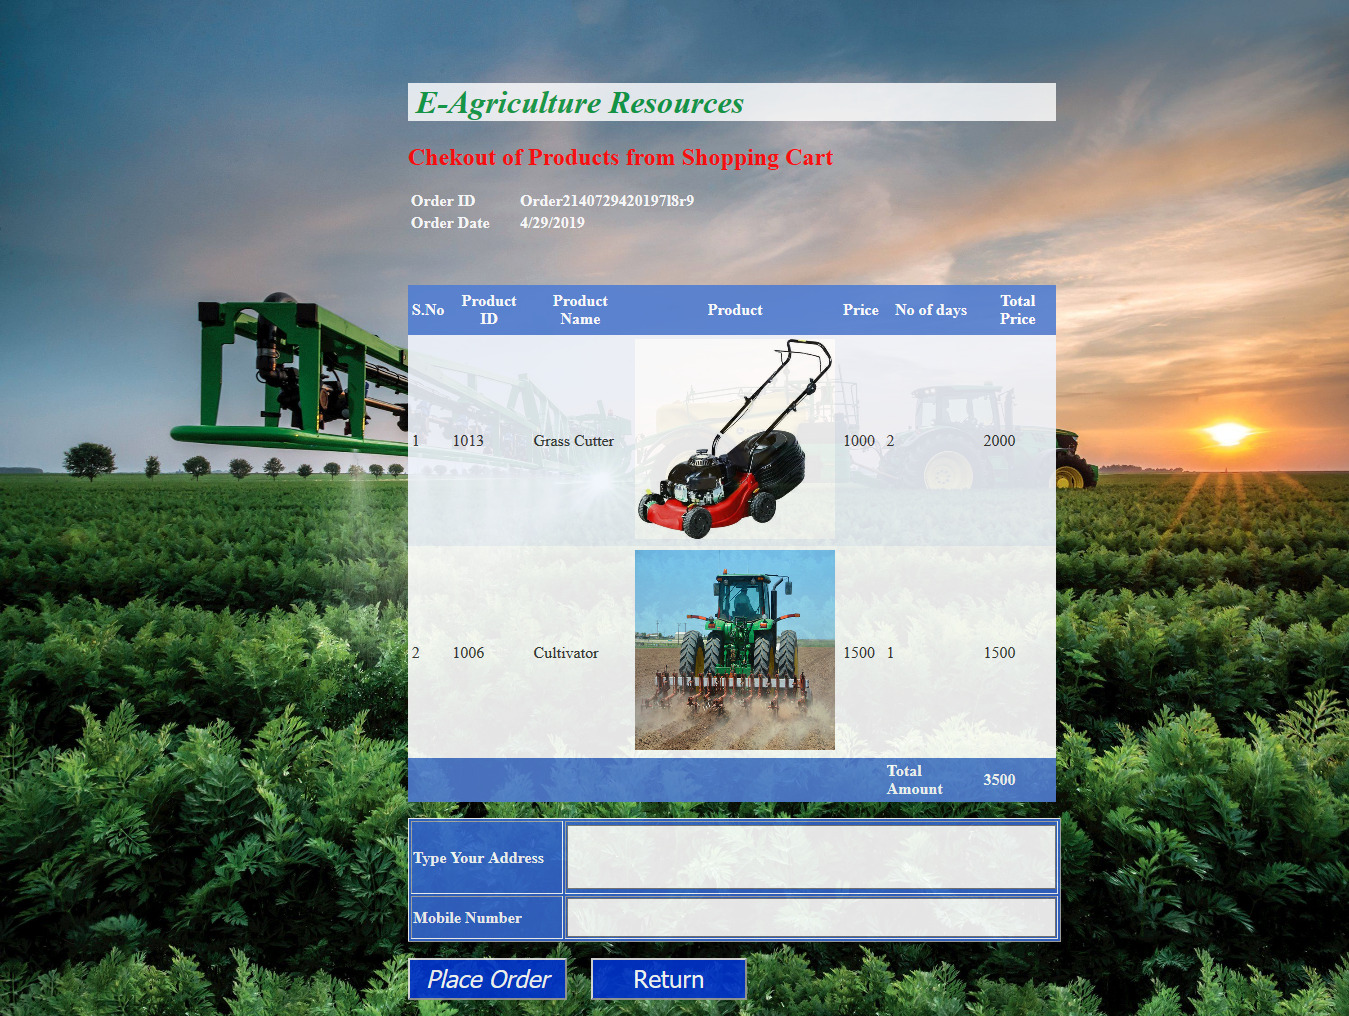 E-Agriculture Resources
Chekout of Products from Shopping Cart
Order ID Order2140729420197l8r9
Order Date 4/29/2019
S.No Product ID Product Name Product Price No of days Total Price
1 1013 Grass Cutter 1000 2 2000
2 1006 Cultivator 1500 1 1500
Total Amount 3500
Type Your Address
Mobile Number
Place Order Return